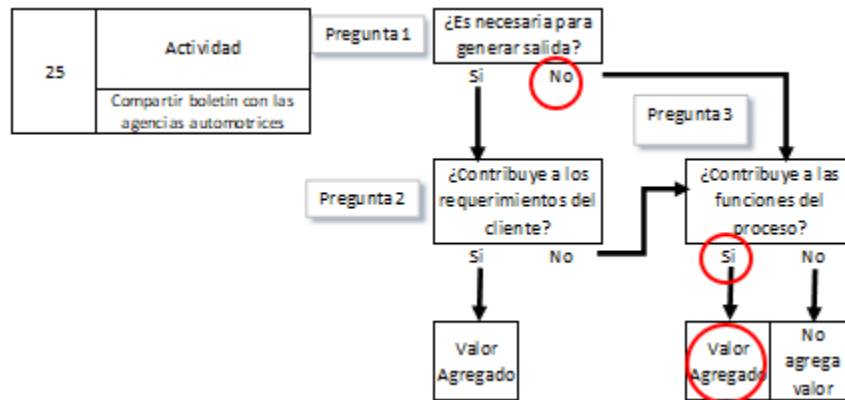 25
Actividad
Compartir boletin con las
agencias automotrices
Pregunta 1
¿Es necesaria para
generar salida?
Si
No
Pregunta 3
Pregunta 2
¿Contribuye a los
requerimientos del
cliente?
Si
No
¿Contribuye a las
funciones del
proceso?
Si
No
Valor
Agregado
Valor
Agregado
No
agrega
valor